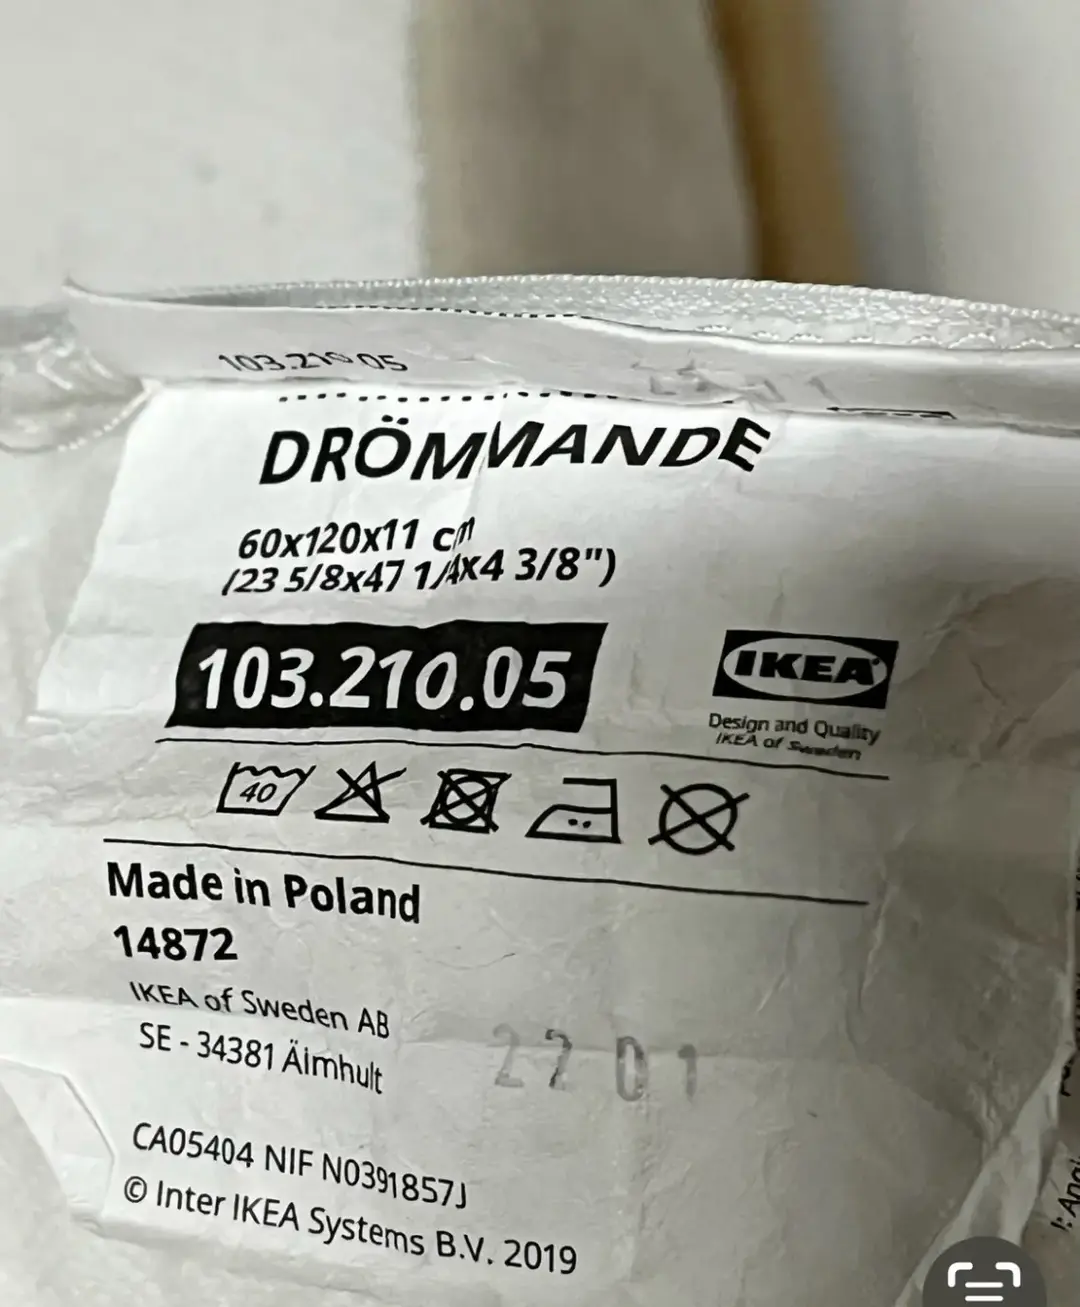 103.210.05
DRÖMMANDE
60x120x11 cm
(23 5/8x47 1/4x4 3/8")
103.210.05
IKEA
Design and Quality
IKEA of Sweden
40
Made in Poland
14872
IKEA of Sweden AB
SE - 34381 Älmhult
2201
CA05404 NIF N0391857J
© Inter IKEA Systems B.V. 2019